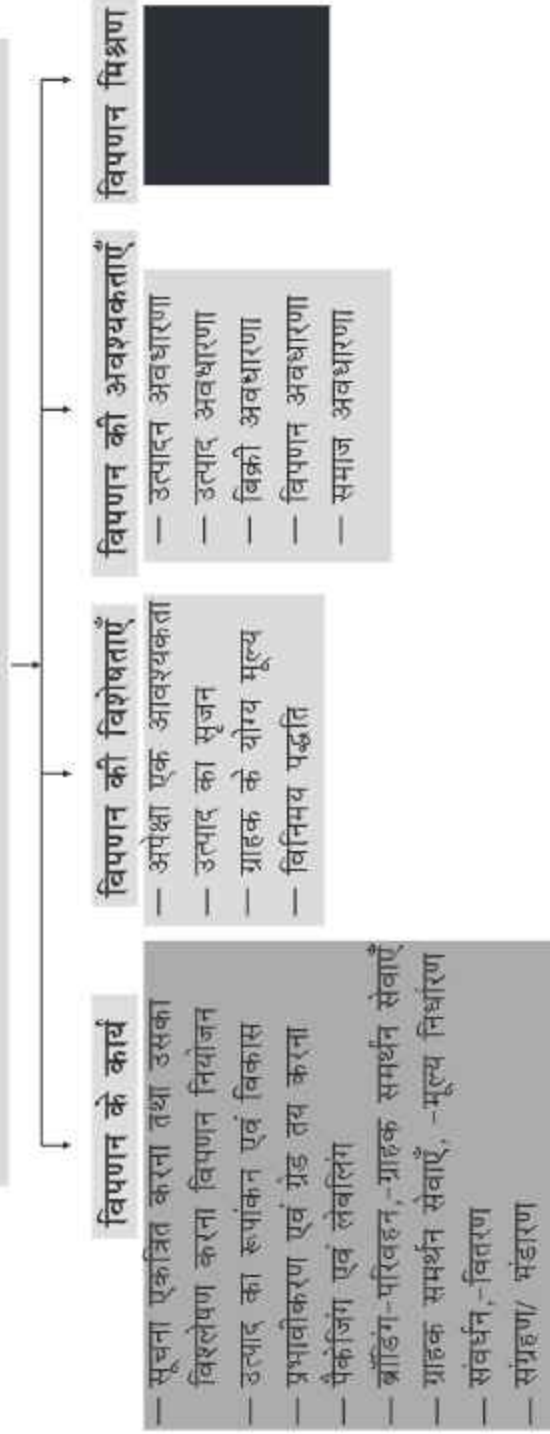 विपणन के कार्य
— सूचना एकत्रित करना तथा उसका
विश्लेषण करना विपणन नियोजन
— उत्पाद का रूपांकन एवं विकास
— प्रभावीकरण एवं ग्रेड तय करना
— पैकेजिंग एवं लेबलिंग
— ब्रॉडिंग-परिवहन,-ग्राहक समर्थन सेवाएँ
— ग्राहक समर्थन सेवाएँ, -मूल्य निर्धारण
— संवर्धन,-वितरण
— संग्रहण/ भंडारण
विपणन की विशेषताएँ
— अपेक्षा एक आवश्यकता
— उत्पाद का सृजन
— ग्राहक के योग्य मूल्य
— विनिमय पद्धति
विपणन की अवश्यकताएँ
— उत्पादन अवधारणा
— उत्पाद अवधारणा
— बिक्री अवधारणा
— विपणन अवधारणा
— समाज अवधारणा
विपणन मिश्रण